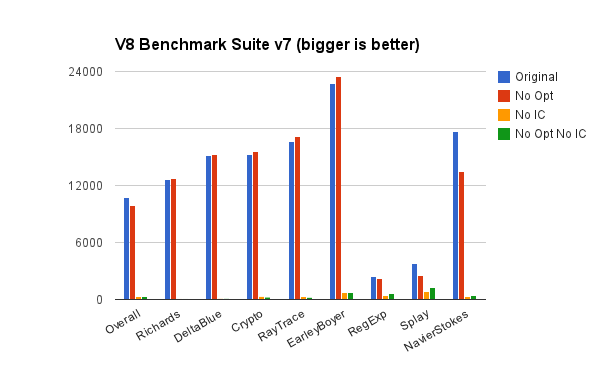 V8 Benchmark Suite v7 (bigger is better)
24000
18000
12000
6000
0
Original
No Opt
No IC
No Opt No IC
Overall
Richards
DeltaBlue
Crypto
RayTrace
EarleyBoyer
RegExp
Splay
NavierStokes